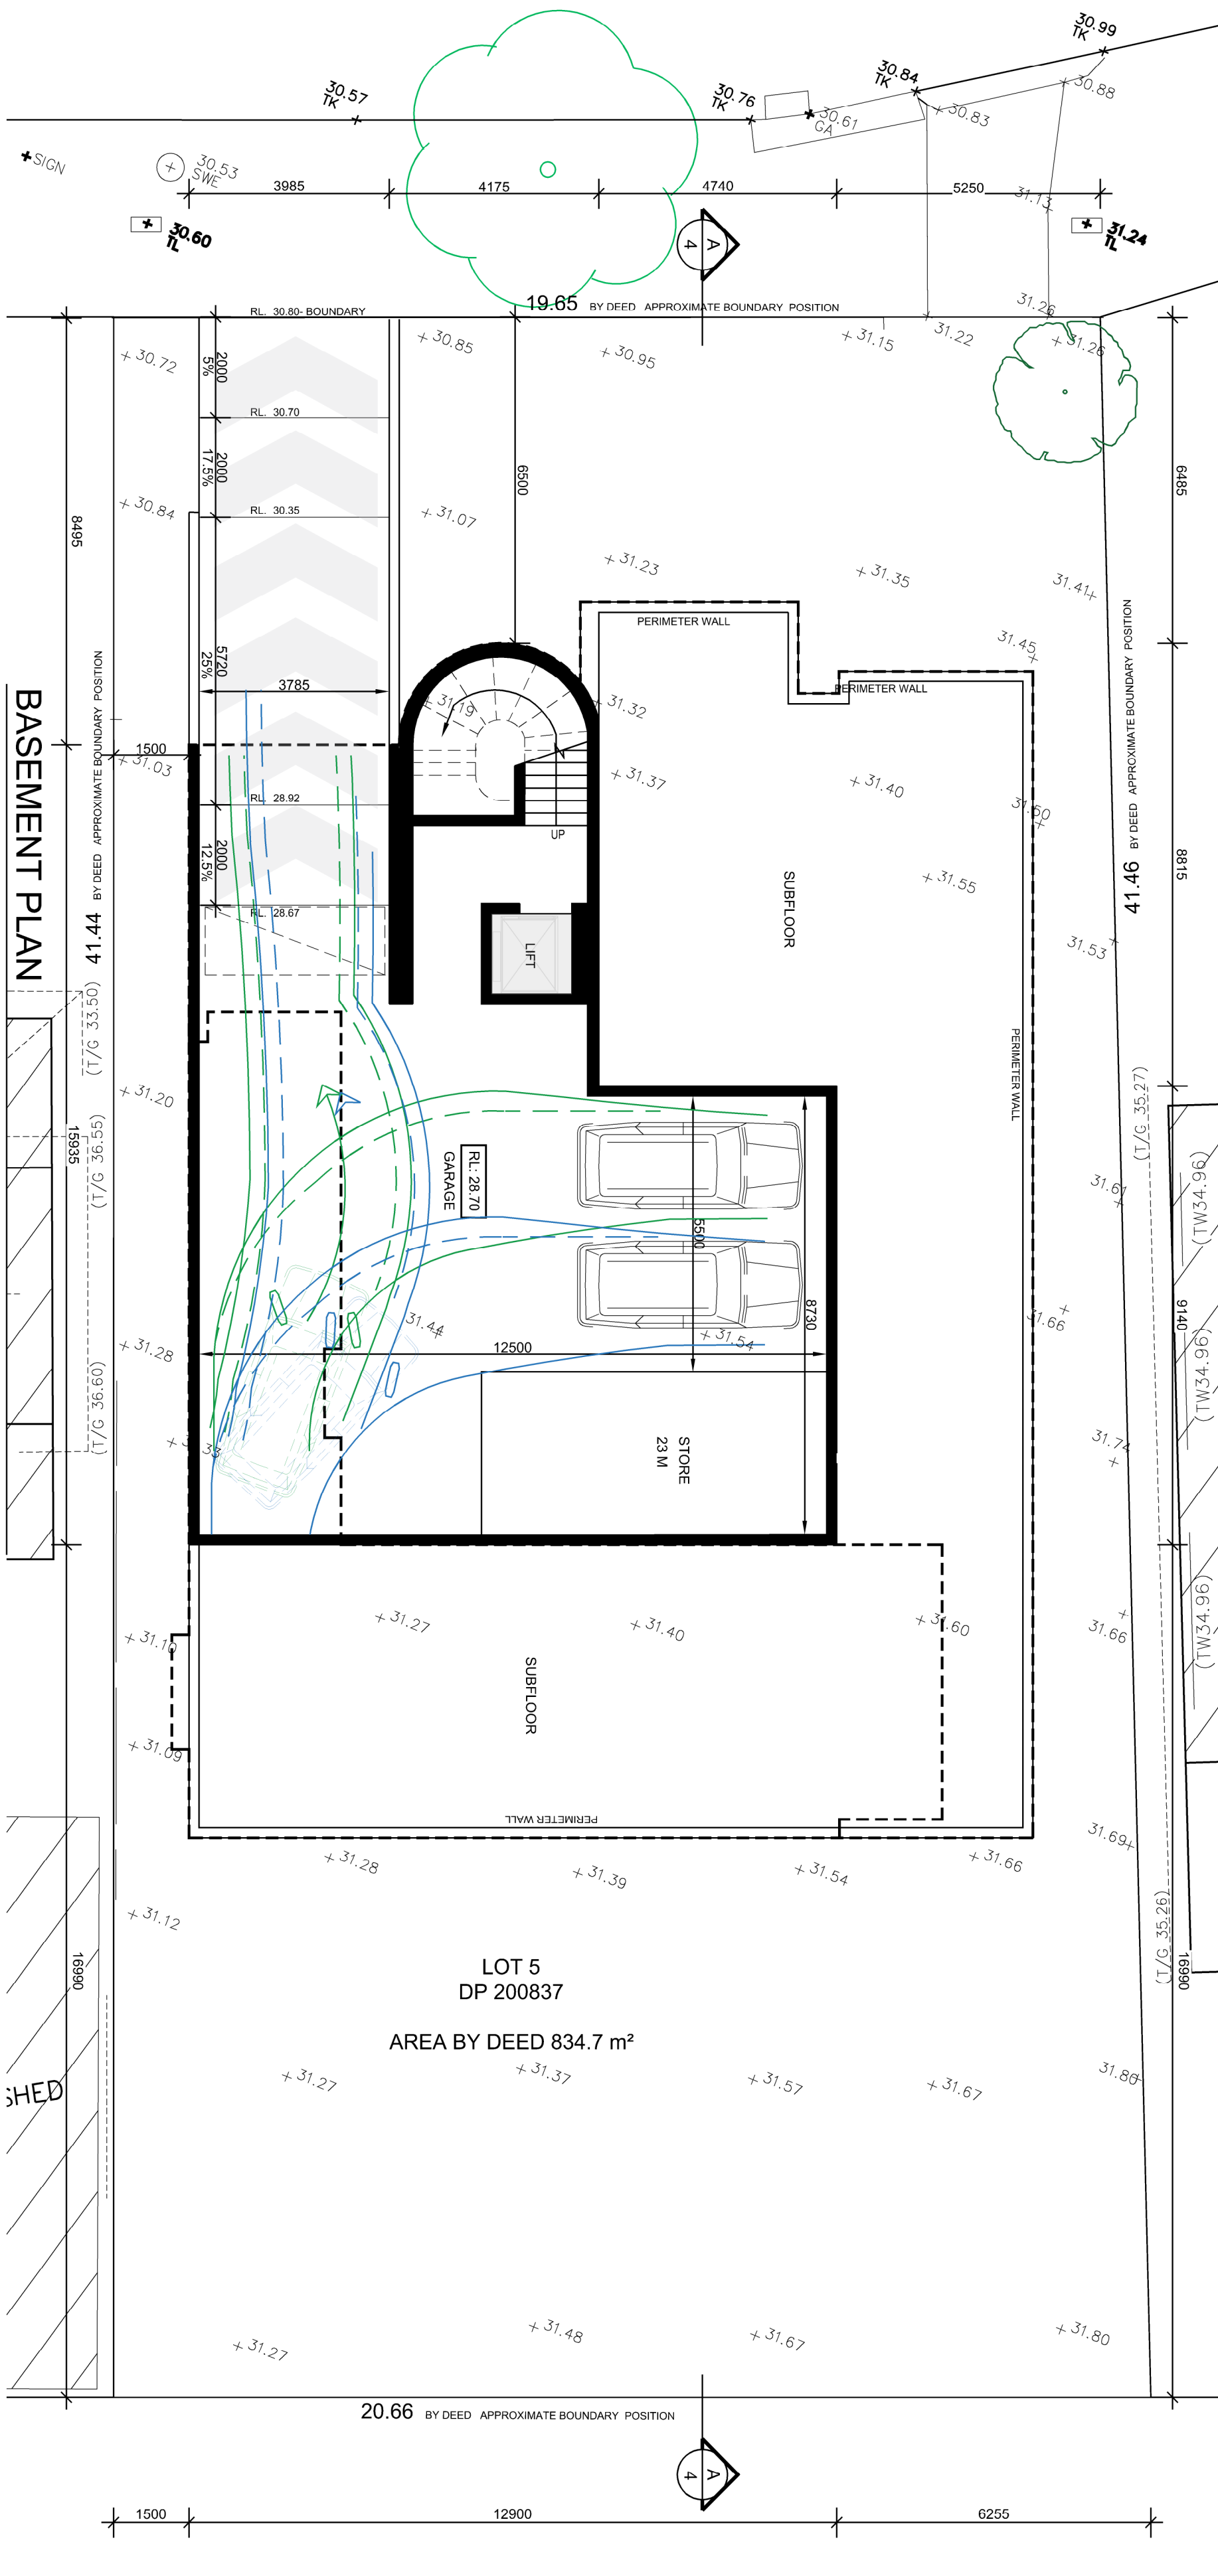 30.99
TK
30.84
TK
30.88
30.57
TK
30.76
TK
30.61
GA
30.83
SIGN
30.53
SWE
3985
4175
4740
5250
31.13
30.60
TL
A
4
31.24
TL
31.26
RL. 30.80- BOUNDARY
19.65 BY DEED APPROXIMATE BOUNDARY POSITION
30.72
2000
5%
30.85
30.95
31.15
31.22
31.26
RL. 30.70
2000
17.5%
6500
6485
30.84
RL. 30.35
31.07
8495
31.23
31.35
31.41
PERIMETER WALL
31.45
5720
25%
3785
PERIMETER WALL
31.19
31.32
41.44 BY DEED APPROXIMATE BOUNDARY POSITION
41.46 BY DEED APPROXIMATE BOUNDARY POSITION
BASEMENT PLAN
1500
31.03
31.37
31.40
RL. 28.92
31.50
UP
2000
12.5%
8815
31.55
SUBFLOOR
RL. 28.67
LIFT
31.53
(T/G 33.50)
PERIMETER WALL
31.20
(T/G 35.27)
15935
(T/G 36.55)
RL: 28.70
GARAGE
31.61
(TW34.96)
5500
8730
9140
31.44
31.54
31.66
31.28
12500
(TW34.96)
(T/G 36.60)
STORE
23 M
31.74
31.27
31.40
31.60
31.66
(TW34.96)
31.10
SUBFLOOR
31.09
PERIMETER WALL
31.69
31.28
31.39
31.54
31.66
31.12
(T/G 35.26)
16990
16990
LOT 5
DP 200837
AREA BY DEED 834.7 m²
SHED
31.27
31.37
31.57
31.67
31.80
31.27
31.48
31.67
31.80
20.66 BY DEED APPROXIMATE BOUNDARY POSITION
A
4
1500
12900
6255